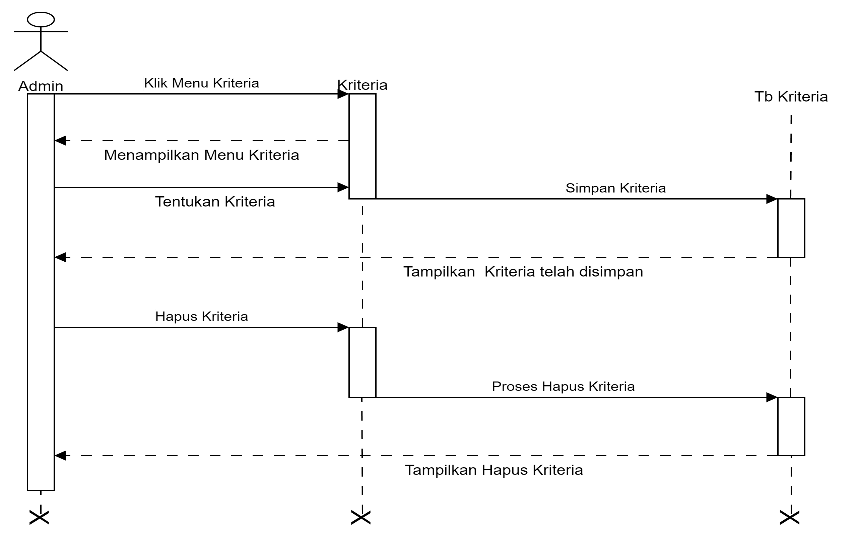 Admin
Klik Menu Kriteria
Kriteria
Tb Kriteria
Menampilkan Menu Kriteria
Tentukan Kriteria
Simpan Kriteria
Tampilkan  Kriteria telah disimpan
Hapus Kriteria
Proses Hapus Kriteria
Tampilkan Hapus Kriteria